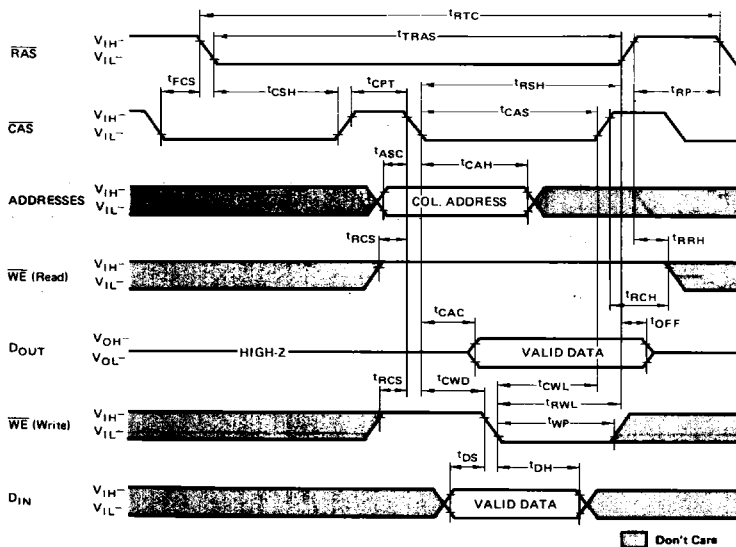 tRTC
RAS VIH- VIL- tTRAS
tFCS tCSH tCPT tRSH tRP
CAS VIH- VIL- tCAS
tASC tCAH
ADDRESSES VIH- VIL- COL. ADDRESS
tRCS tRRH
WE (Read) VIH- VIL-
tRCH
tCAC tOFF
DOUT VOH- VOL- HIGH-Z VALID DATA
tRCS tCWD tCWL
tRWL
WE (Write) VIH- VIL- tWP
tDS tDH
DIN VIH- VIL- VALID DATA
Don't Care